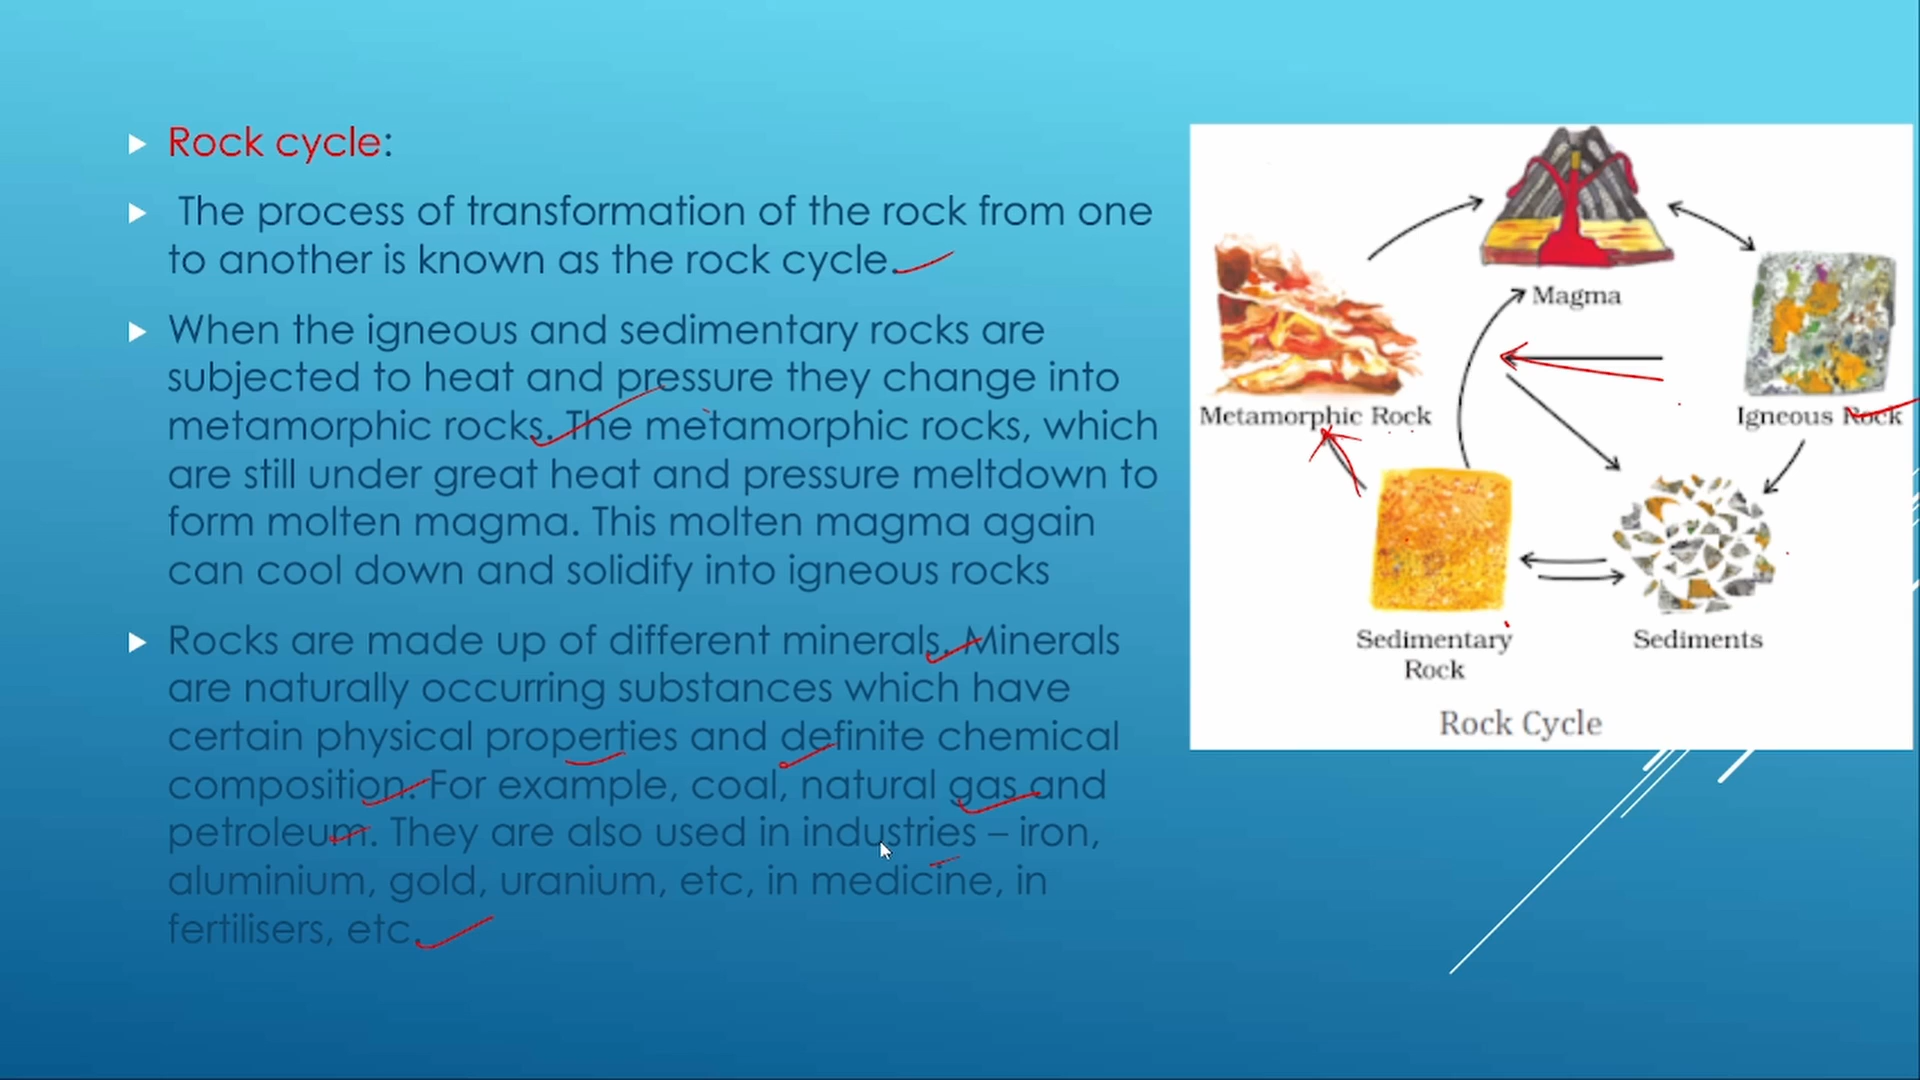 Rock cycle:
The process of transformation of the rock from one
to another is known as the rock cycle.
When the igneous and sedimentary rocks are
subjected to heat and pressure they change into
metamorphic rocks. The metamorphic rocks, which
are still under great heat and pressure meltdown to
form molten magma. This molten magma again
can cool down and solidify into igneous rocks
Rocks are made up of different minerals. Minerals
are naturally occurring substances which have
certain physical properties and definite chemical
composition. For example, coal, natural gas and
petroleum. They are also used in industries – iron,
aluminium, gold, uranium, etc, in medicine, in
fertilisers, etc.
Magma
Metamorphic Rock
Igneous Rock
Sedimentary
Rock
Sediments
Rock Cycle